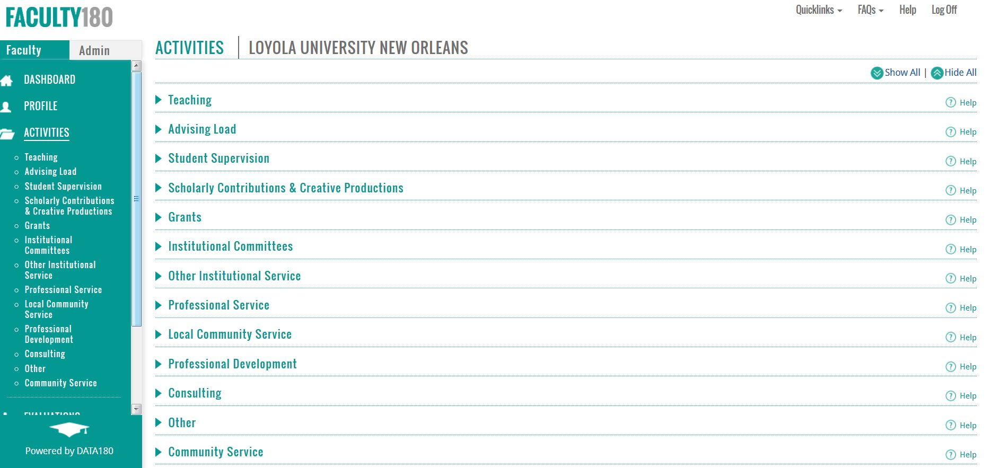 FACULTY180
Quicklinks
FAQs
Help
Log Off
Faculty
Admin
DASHBOARD
PROFILE
ACTIVITIES
Teaching
Advising Load
Student Supervision
Scholarly Contributions
& Creative Productions
Grants
Institutional
Committees
Other Institutional
Service
Professional Service
Local Community
Service
Professional
Development
Consulting
Other
Community Service
EVALUATIONS
Powered by DATA180
ACTIVITIES | LOYOLA UNIVERSITY NEW ORLEANS
Show All | Hide All
Teaching
? Help
Advising Load
? Help
Student Supervision
? Help
Scholarly Contributions & Creative Productions
? Help
Grants
? Help
Institutional Committees
? Help
Other Institutional Service
? Help
Professional Service
? Help
Local Community Service
? Help
Professional Development
? Help
Consulting
? Help
Other
? Help
Community Service
? Help